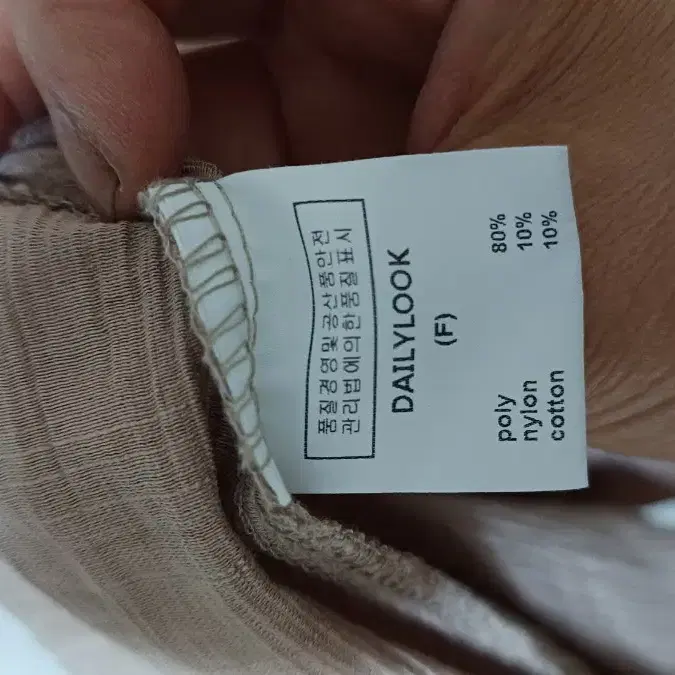 품질경영및 공산품안전
관리법에의한품질표시
DAILYLOOK
(F)
poly 80%
nylon 10%
cotton 10%